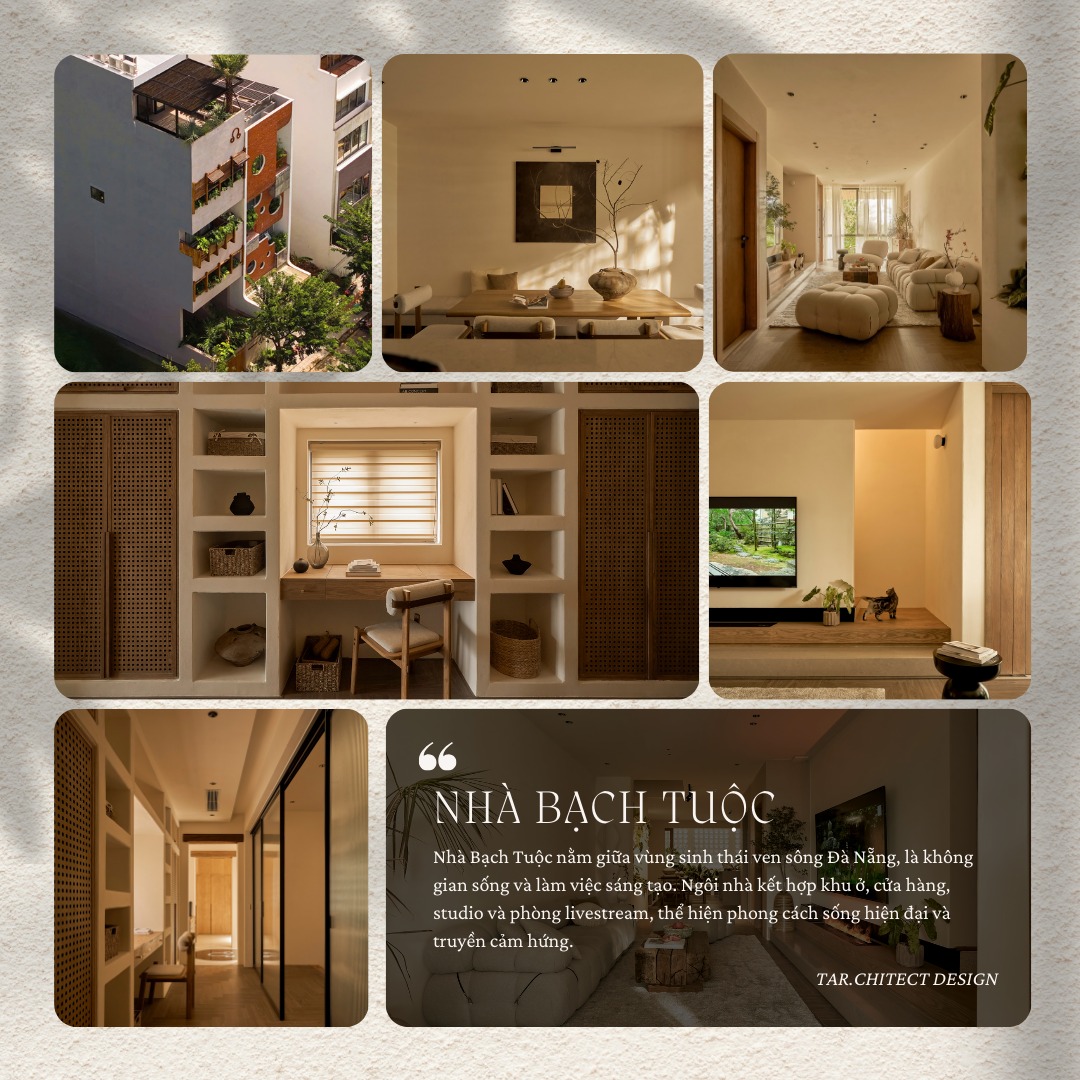 NHÀ BẠCH TUỘC
Nhà Bạch Tuộc nằm giữa vùng sinh thái ven sông Đà Nẵng, là không
gian sống và làm việc sáng tạo. Ngôi nhà kết hợp khu ở, cửa hàng,
studio và phòng livestream, thể hiện phong cách sống hiện đại và
truyền cảm hứng.
TAR.CHITECT DESIGN